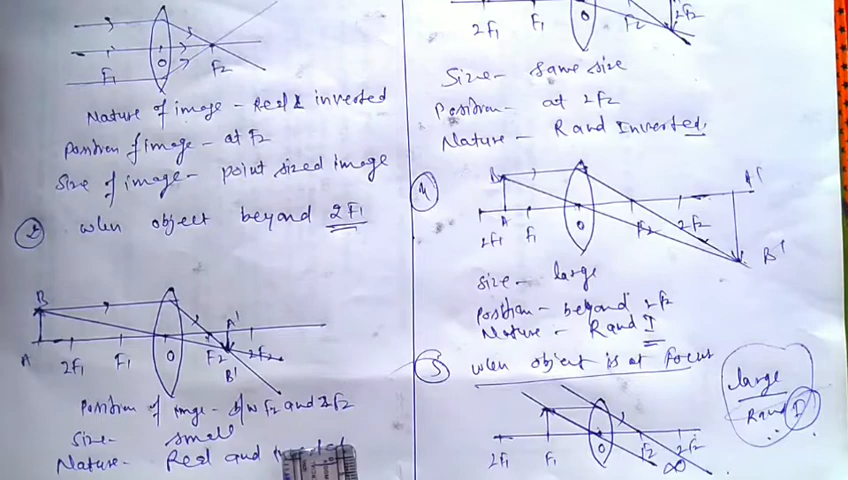 F1 O F2
Nature of image - Real & inverted
Position of image - at F2
Size of image - point sized image
2 when object beyond 2F1
B A'
A 2F1 F1 O F2 2F2
B'
Position of imge - b/w F2 and 2F2
Size - small
Nature - Real and
2F1 F1 O F2 2F2
Size - same size
Position - at 2F2
Nature - R and Inverted.
4
B A'
2F1 A F1 O F2 2F2
B'
Size - large
Position - beyond 2F2
Nature - R and I
5 when object is at focus
2F1 F1 O F2 2F2
∞
large
R and I